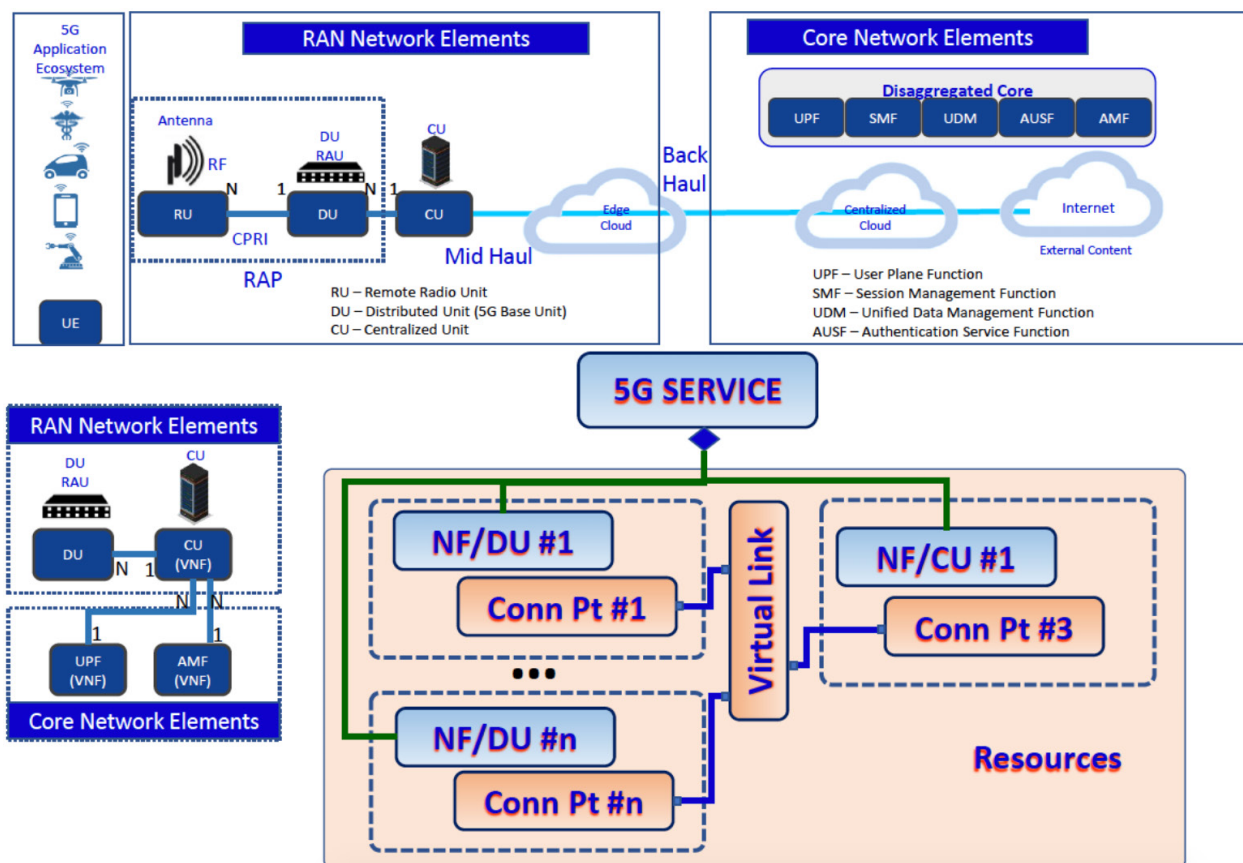 5G
Application
Ecosystem
UE
RAN Network Elements
Antenna
RF
DU
RAU
CU
N
1
N
1
RU
DU
CU
CPRI
RAP
Mid Haul
Edge
Cloud
RU – Remote Radio Unit
DU – Distributed Unit (5G Base Unit)
CU – Centralized Unit
Back
Haul
Core Network Elements
Disaggregated Core
UPF
SMF
UDM
AUSF
AMF
Centralized
Cloud
Internet
External Content
UPF – User Plane Function
SMF – Session Management Function
UDM – Unified Data Management Function
AUSF – Authentication Service Function
RAN Network Elements
DU
RAU
CU
DU
CU
(VNF)
N
1
N
N
1
1
UPF
(VNF)
AMF
(VNF)
Core Network Elements
5G SERVICE
NF/DU #1
Conn Pt #1
...
NF/DU #n
Conn Pt #n
Virtual Link
NF/CU #1
Conn Pt #3
Resources